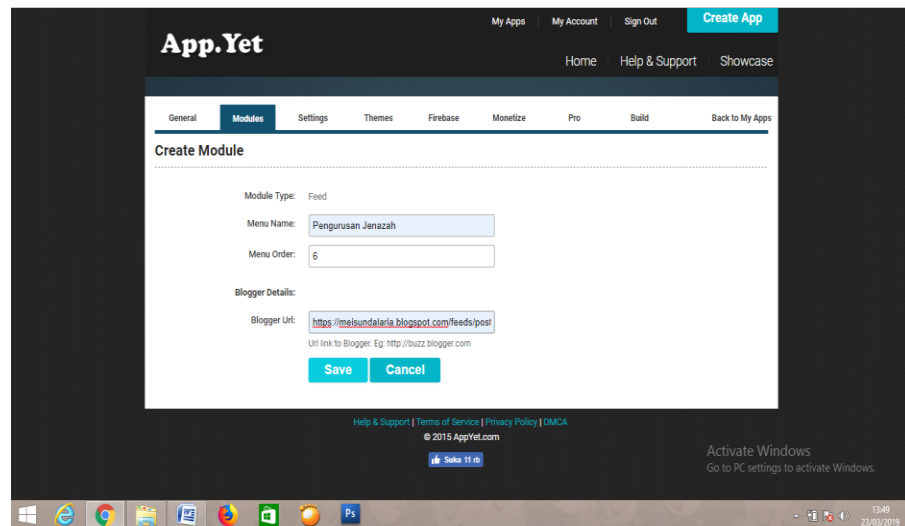 My Apps My Account Sign Out Create App
App.Yet
Home Help & Support Showcase
General Modules Settings Themes Firebase Monetize Pro Build Back to My Apps
Create Module
Module Type: Feed
Menu Name: Pengurusan Jenazah
Menu Order: 6
Blogger Details:
Blogger Url: https://meisundalaria.blogspot.com/feeds/post
Url link to Blogger. Eg: http://buzz.blogger.com
Save Cancel
Help & Support | Terms of Service | Privacy Policy | DMCA
© 2015 AppYet.com
Suka 11 rb
Activate Windows
Go to PC settings to activate Windows.
Ps
13:49
23/03/2019